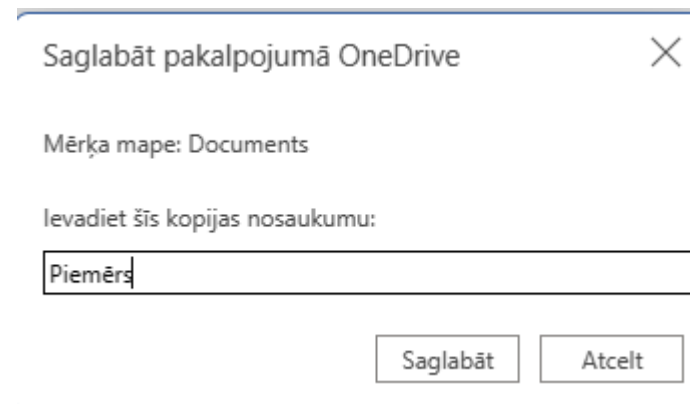 Saglabāt pakalpojumā OneDrive
Mērķa mape: Documents
Ievadiet šīs kopijas nosaukumu:
Piemērs
Saglabāt Atcelt